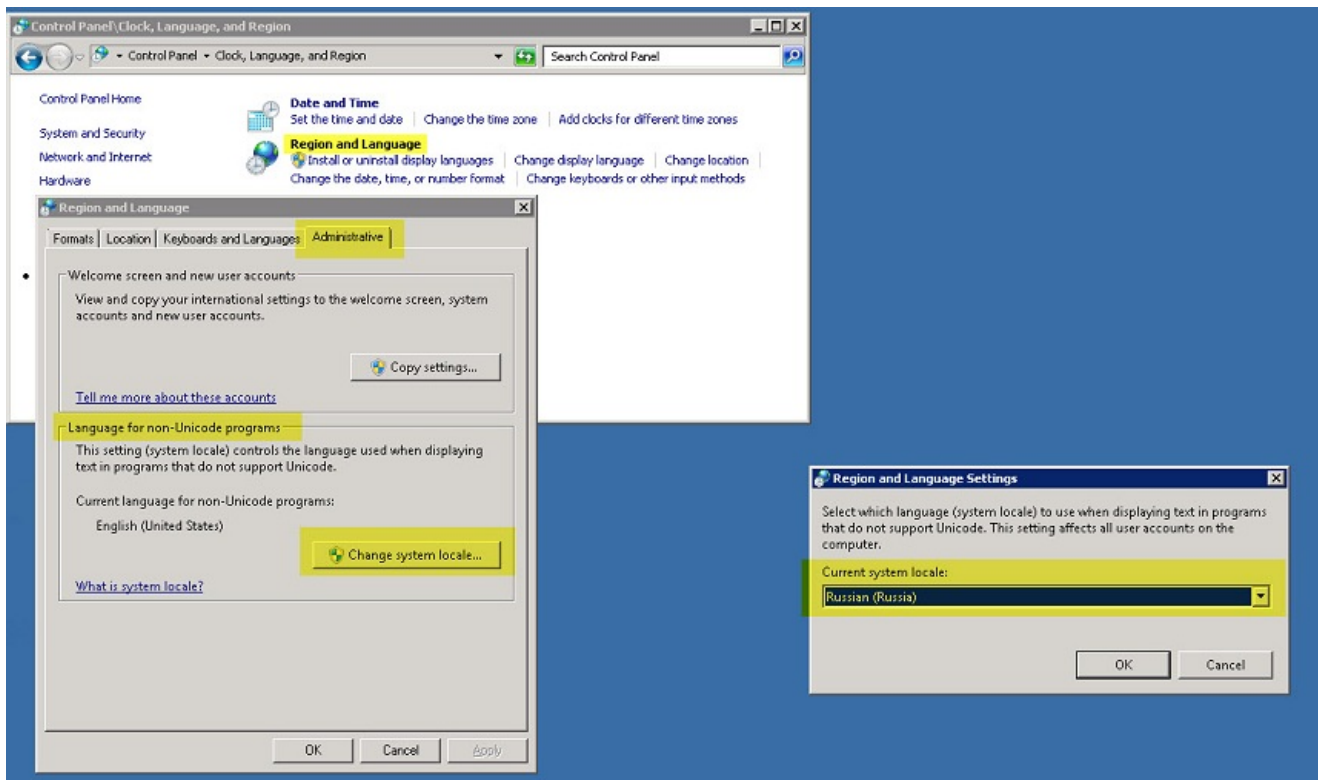 Control Panel\Clock, Language, and Region
Control Panel Clock, Language, and Region
Search Control Panel
Control Panel Home
System and Security
Network and Internet
Hardware
Date and Time
Set the time and date Change the time zone Add clocks for different time zones
Region and Language
Install or uninstall display languages Change display language Change location
Change the date, time, or number format Change keyboards or other input methods
Region and Language
Formats Location Keyboards and Languages Administrative
Welcome screen and new user accounts
View and copy your international settings to the welcome screen, system
accounts and new user accounts.
Copy settings...
Tell me more about these accounts
Language for non-Unicode programs
This setting (system locale) controls the language used when displaying
text in programs that do not support Unicode.
Current language for non-Unicode programs:
English (United States)
Change system locale...
What is system locale?
OK Cancel Apply
Region and Language Settings
Select which language (system locale) to use when displaying text in programs
that do not support Unicode. This setting affects all user accounts on the
computer.
Current system locale:
Russian (Russia)
OK Cancel